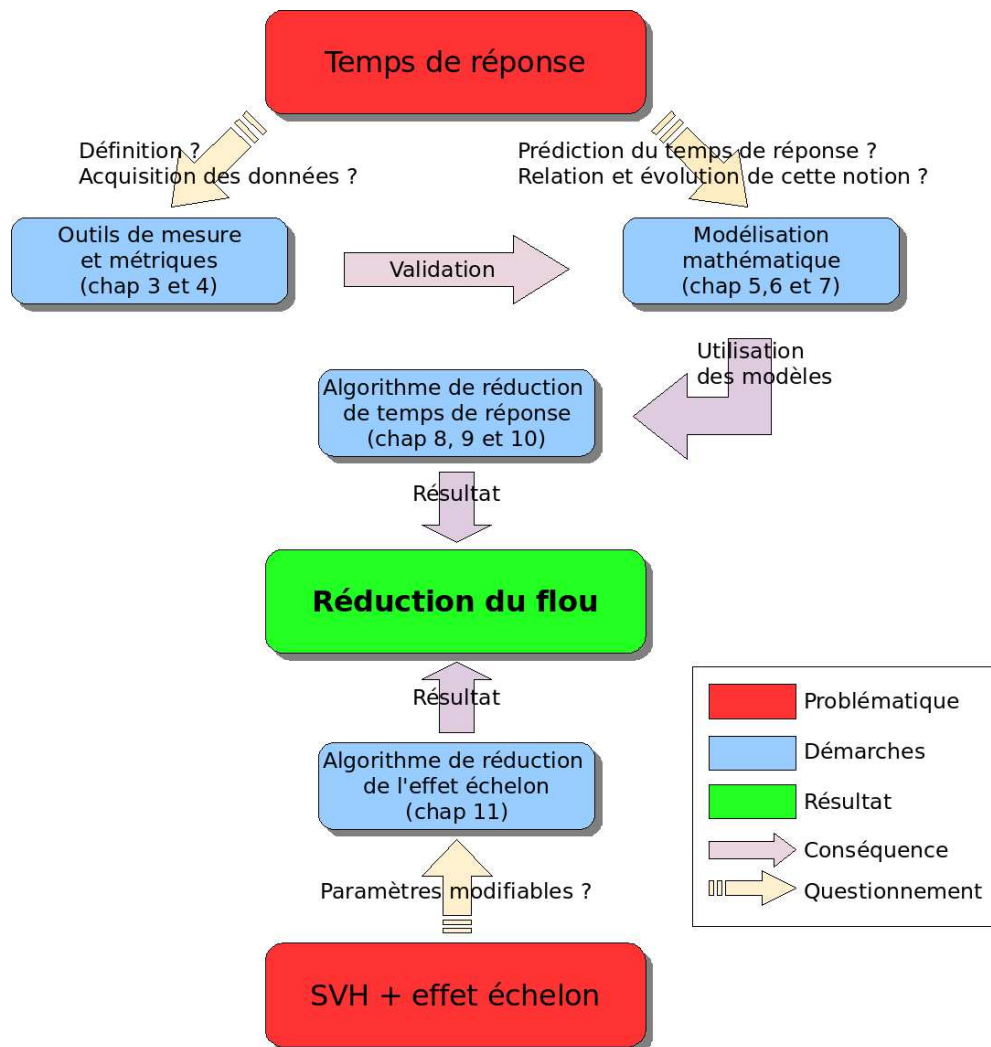 Temps de réponse
Définition ?
Acquisition des données ?
Prédiction du temps de réponse ?
Relation et évolution de cette notion ?
Outils de mesure
et métriques
(chap 3 et 4)
Validation
Modélisation
mathématique
(chap 5,6 et 7)
Utilisation
des modèles
Algorithme de réduction
de temps de réponse
(chap 8, 9 et 10)
Résultat
Réduction du flou
Résultat
Algorithme de réduction
de l'effet échelon
(chap 11)
Paramètres modifiables ?
SVH + effet échelon
Problématique
Démarches
Résultat
Conséquence
Questionnement